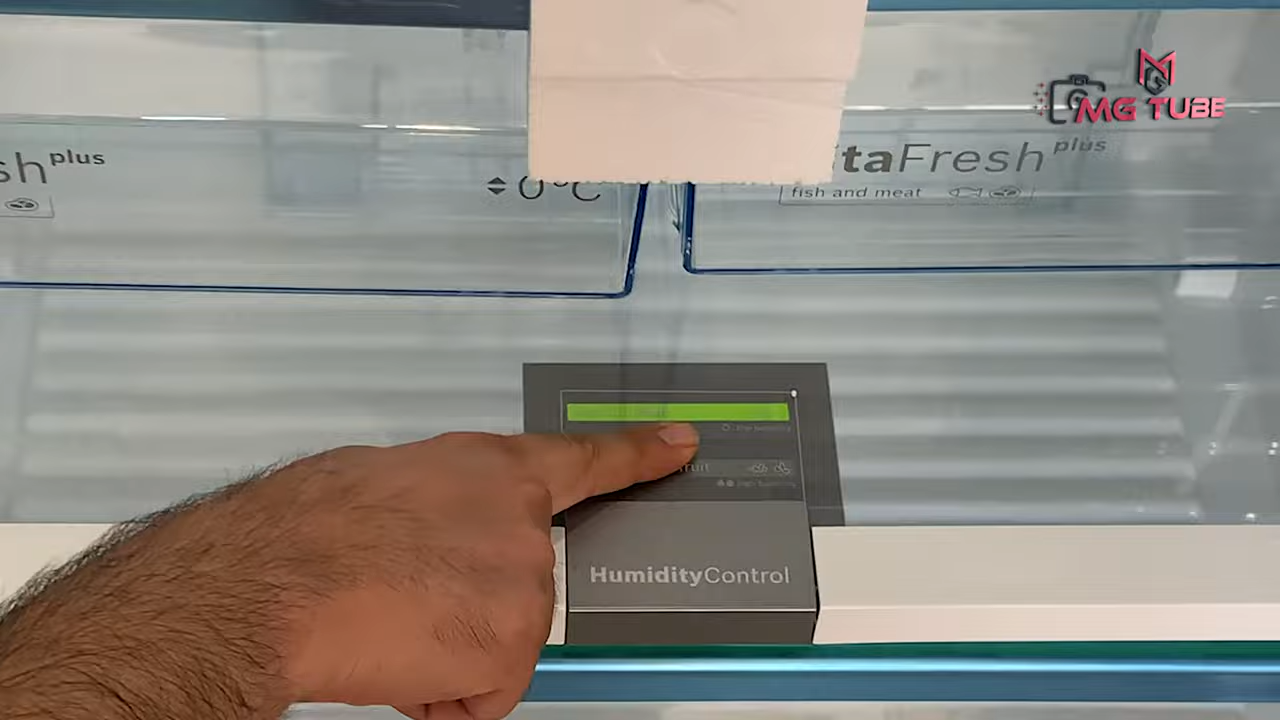 MG TUBE
sh plus
0°C
itaFresh plus
fish and meat
fruit
HumidityControl